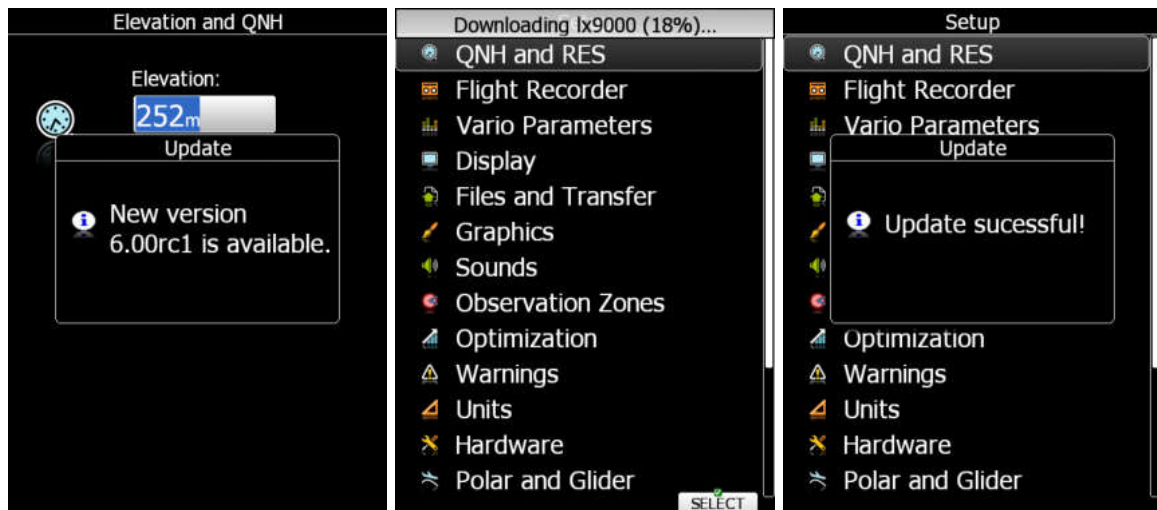 Elevation and QNH
Elevation:
252m
Update
New version
6.00rc1 is available.
Downloading lx9000 (18%)...
QNH and RES
Flight Recorder
Vario Parameters
Display
Files and Transfer
Graphics
Sounds
Observation Zones
Optimization
Warnings
Units
Hardware
Polar and Glider
SELECT
Setup
QNH and RES
Flight Recorder
Vario Parameters
Update
Update sucessful!
Optimization
Warnings
Units
Hardware
Polar and Glider